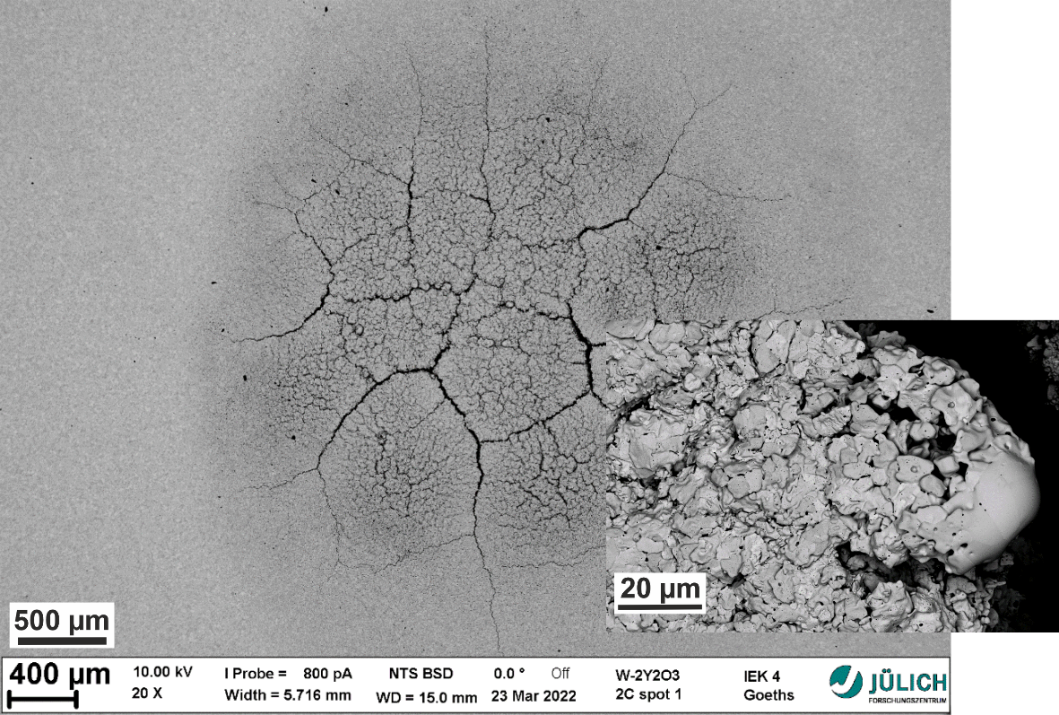 20 µm
500 µm
400 µm
10.00 kV
20 X
I Probe = 800 pA
Width = 5.716 mm
NTS BSD
WD = 15.0 mm
0.0 ° Off
23 Mar 2022
W-2Y2O3
2C spot 1
IEK 4
Goeths
JÜLICH
FORSCHUNGSZENTRUM